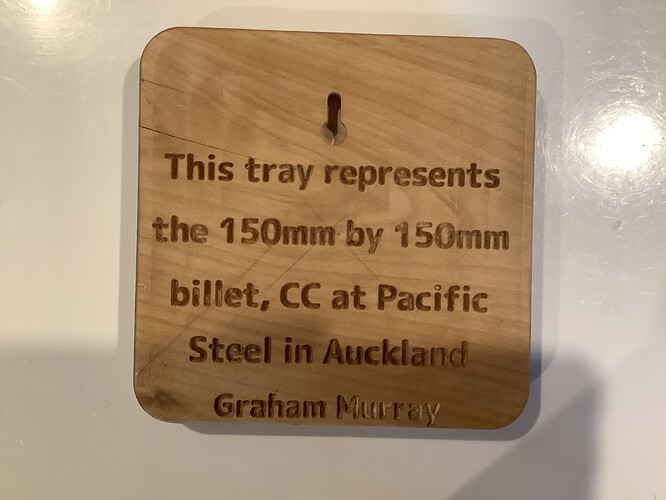 This tray represents
the 150mm by 150mm
billet, CC at Pacific
Steel in Auckland
Graham Murray